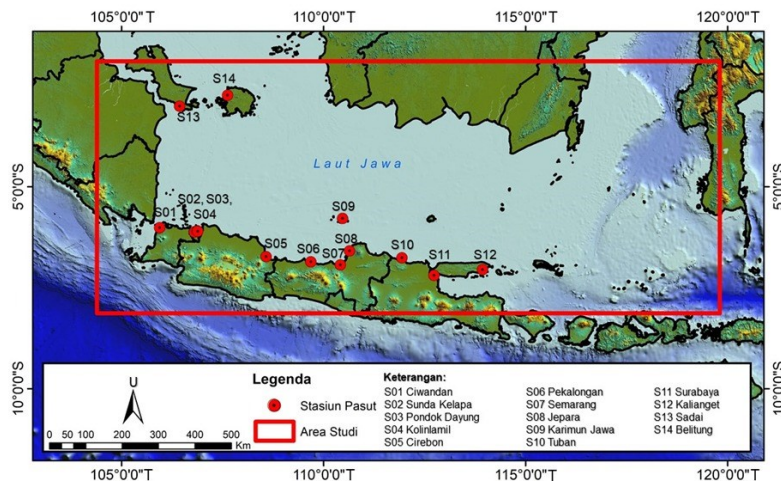 105°0'0"T 110°0'0"T 115°0'0"T 120°0'0"T
S14
S13
Laut Jawa
5°0'0"S
5°0'0"S
S02, S03,
S01
S04
S09
S05
S06
S07
S08
S10
S11
S12
10°0'0"S
10°0'0"S
U
0 50 100 200 300 400 500
Km
Legenda
Stasiun Pasut
Area Studi
Keterangan:
S01 Ciwandan
S02 Sunda Kelapa
S03 Pondok Dayung
S04 Kolinlamil
S05 Cirebon
S06 Pekalongan
S07 Semarang
S08 Jepara
S09 Karimun Jawa
S10 Tuban
S11 Surabaya
S12 Kalianget
S13 Sadai
S14 Belitung
105°0'0"T 110°0'0"T 115°0'0"T 120°0'0"T